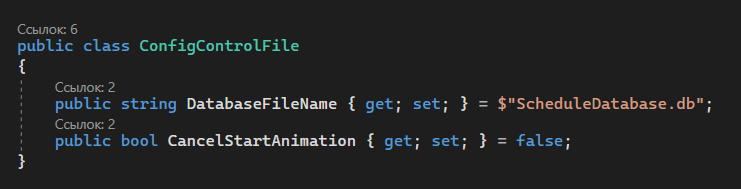 Ссылок: 6
public class ConfigControlFile
{
Ссылок: 2
public string DatabaseFileName { get; set; } = $"ScheduleDatabase.db";
Ссылок: 2
public bool CancelStartAnimation { get; set; } = false;
}